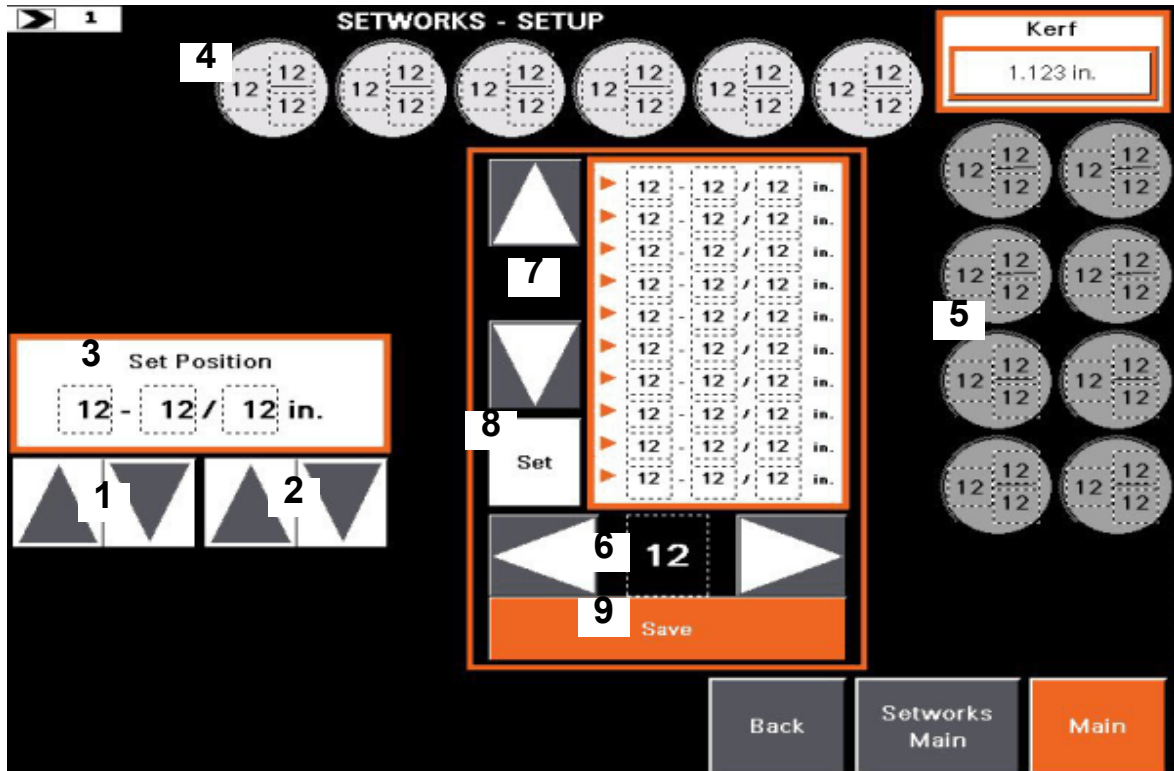 1
SETWORKS - SETUP
Kerf
1.123 in.
4
12 12/12
12 12/12
12 12/12
12 12/12
12 12/12
12 12/12
12 12/12
12 12/12
12 12/12
12 12/12
5
12 12/12
12 12/12
12 12/12
12 12/12
7
12 - 12 / 12 in.
12 - 12 / 12 in.
12 - 12 / 12 in.
12 - 12 / 12 in.
12 - 12 / 12 in.
12 - 12 / 12 in.
12 - 12 / 12 in.
12 - 12 / 12 in.
12 - 12 / 12 in.
12 - 12 / 12 in.
3
Set Position
12 - 12 / 12 in.
1
2
8
Set
6
12
9
Save
Back
Setworks
Main
Main